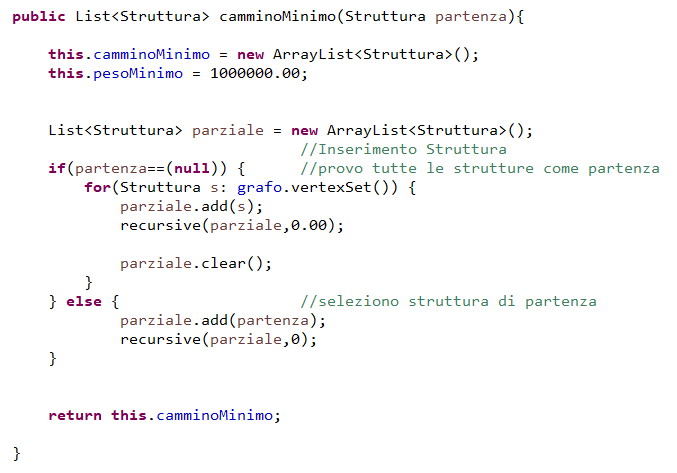 public List<Struttura> camminoMinimo(Struttura partenza){
this.camminoMinimo = new ArrayList<Struttura>();
this.pesoMinimo = 1000000.00;
List<Struttura> parziale = new ArrayList<Struttura>();
//Inserimento Struttura
if(partenza==(null)) { //provo tutte le strutture come partenza
for(Struttura s: grafo.vertexSet()) {
parziale.add(s);
recursive(parziale,0.00);
parziale.clear();
}
} else { //seleziono struttura di partenza
parziale.add(partenza);
recursive(parziale,0);
}
return this.camminoMinimo;
}